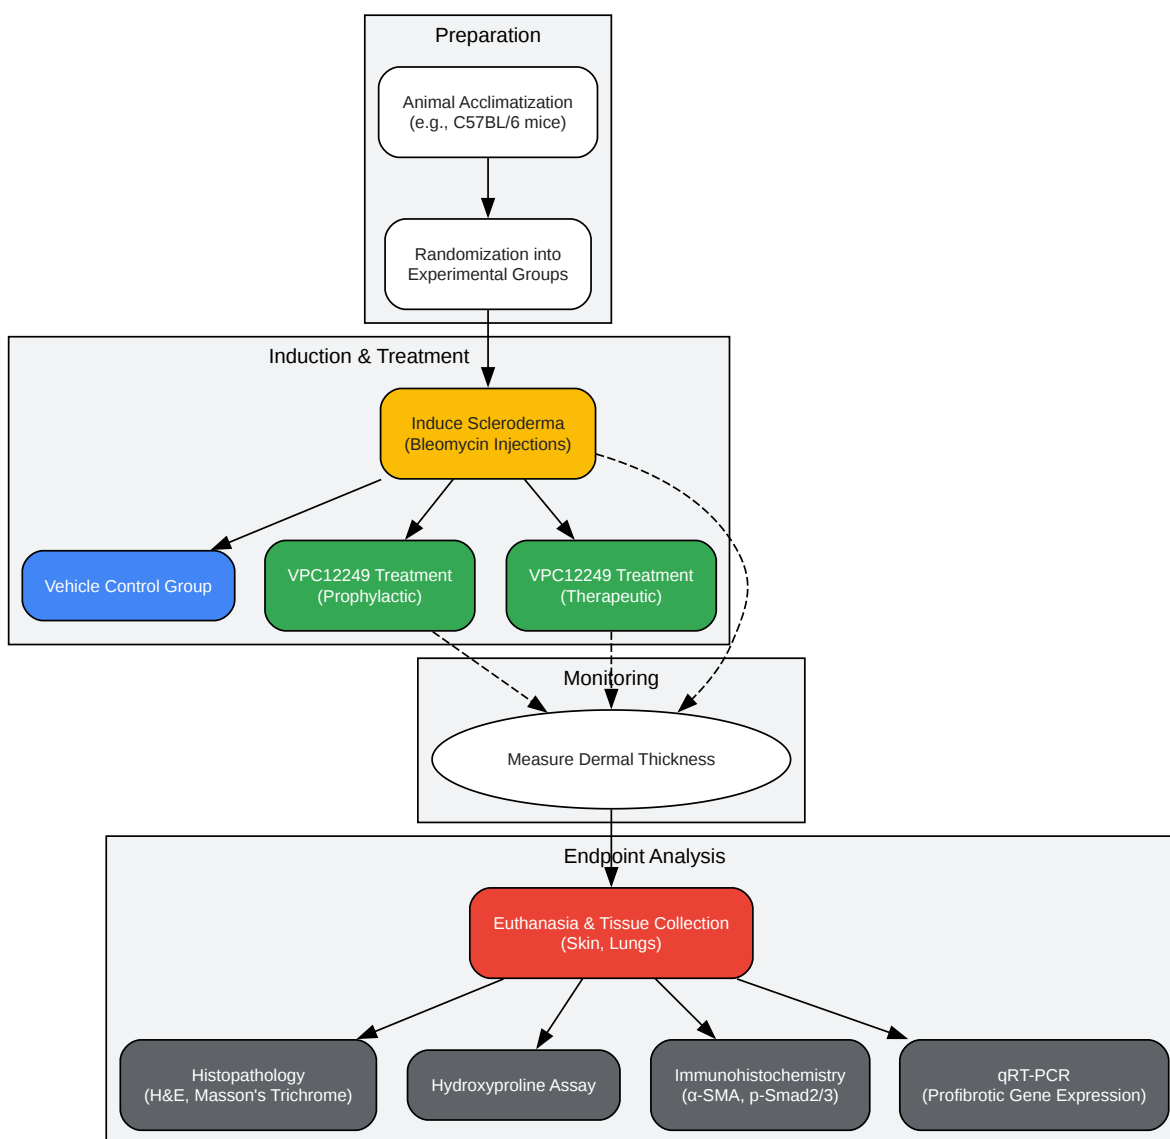 Preparation
Animal Acclimatization
(e.g., C57BL/6 mice)
Randomization into
Experimental Groups
Induction & Treatment
Induce Scleroderma
(Bleomycin Injections)
Vehicle Control Group
VPC12249 Treatment
(Prophylactic)
VPC12249 Treatment
(Therapeutic)
Monitoring
Measure Dermal Thickness
Endpoint Analysis
Euthanasia & Tissue Collection
(Skin, Lungs)
Histopathology
(H&E, Masson's Trichrome)
Hydroxyproline Assay
Immunohistochemistry
(α-SMA, p-Smad2/3)
qRT-PCR
(Profibrotic Gene Expression)